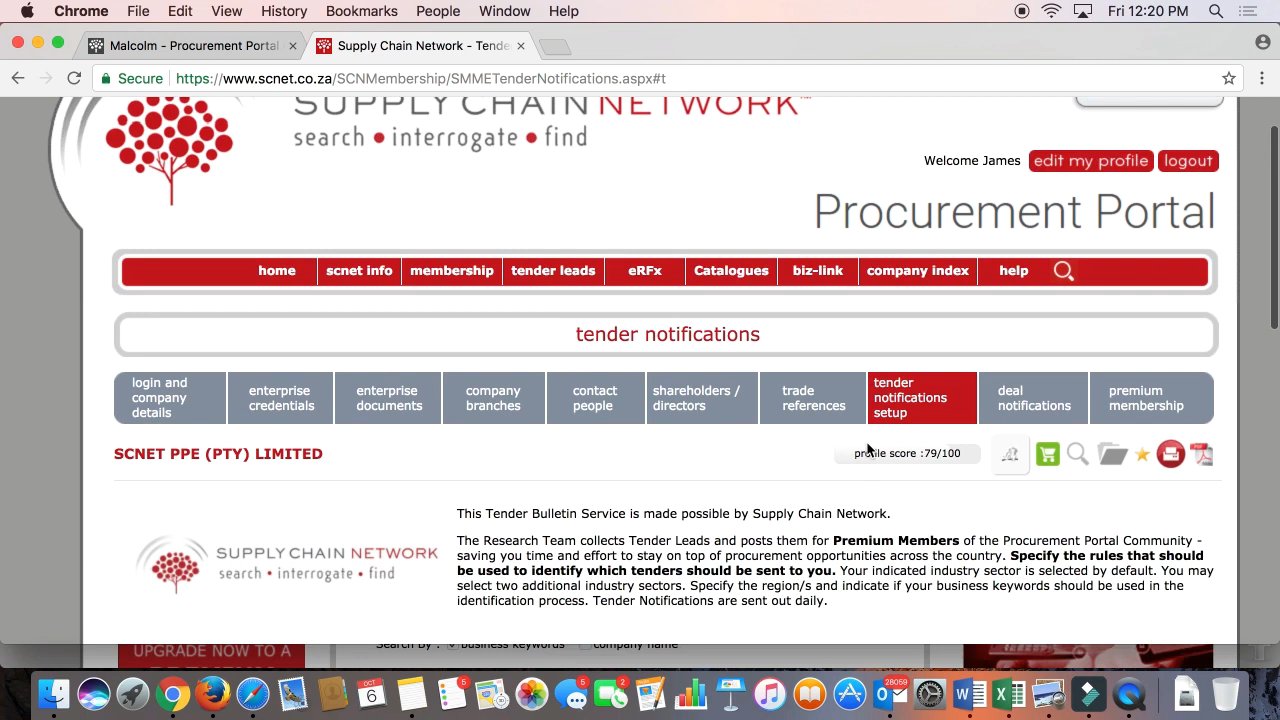 Chrome File Edit View History Bookmarks People Window Help Fri 12:20 PM
Malcolm - Procurement Portal
Supply Chain Network - Tende
Secure https://www.scnet.co.za/SCNMembership/SMMETenderNotifications.aspx#t
SUPPLY CHAIN NETWORK
search • interrogate • find
Welcome James edit my profile logout
Procurement Portal
home scnet info membership tender leads eRFx Catalogues biz-link company index help
tender notifications
login and
company
details
enterprise
credentials
enterprise
documents
company
branches
contact
people
shareholders /
directors
trade
references
tender
notifications
setup
deal
notifications
premium
membership
SCNET PPE (PTY) LIMITED
profile score :79/100
PDF
This Tender Bulletin Service is made possible by Supply Chain Network.
SUPPLY CHAIN NETWORK
search • interrogate • find
The Research Team collects Tender Leads and posts them for Premium Members of the Procurement Portal Community -
saving you time and effort to stay on top of procurement opportunities across the country. Specify the rules that should
be used to identify which tenders should be sent to you. Your indicated industry sector is selected by default. You may
select two additional industry sectors. Specify the region/s and indicate if your business keywords should be used in the
identification process. Tender Notifications are sent out daily.
UPGRADE NOW TO A
Search By : business keywords company name
OCT
6
5
5
2
28059